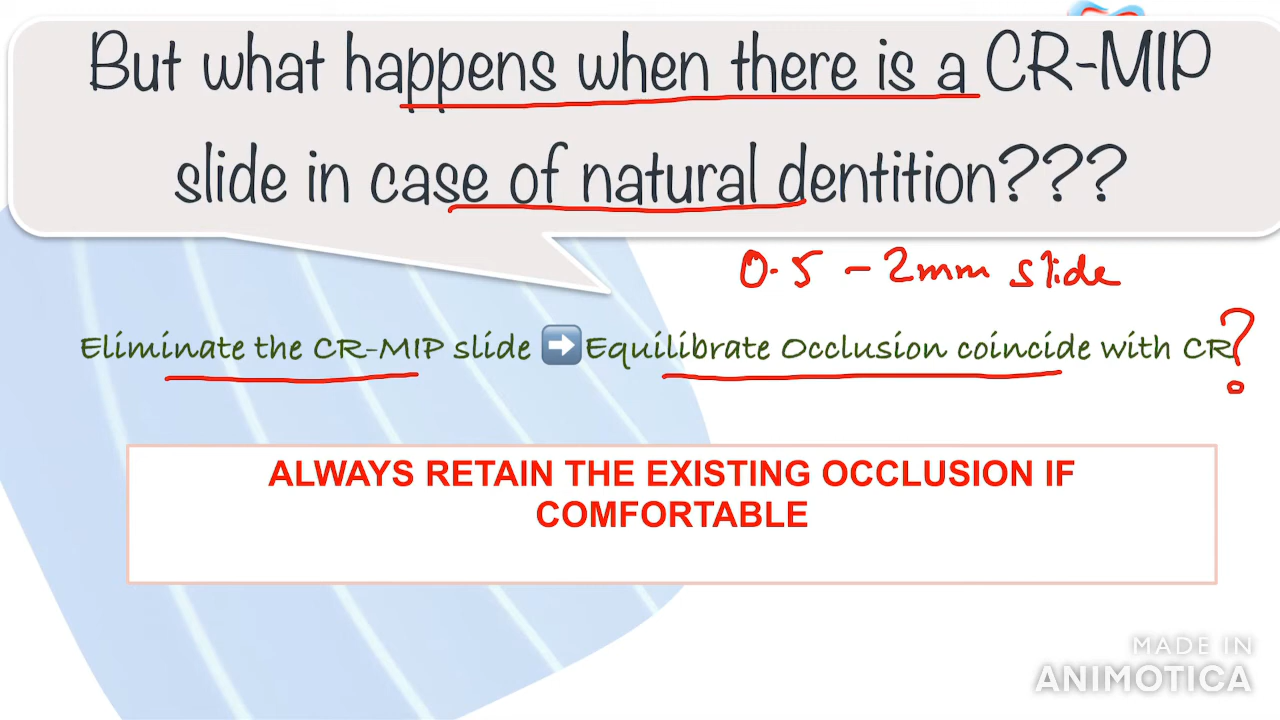 But what happens when there is a CR-MIP
slide in case of natural dentition???
0.5 - 2mm slide
Eliminate the CR-MIP slide ➡ Equilibrate Occlusion coincide with CR?
ALWAYS RETAIN THE EXISTING OCCLUSION IF
COMFORTABLE
MADE IN
ANIMOTICA